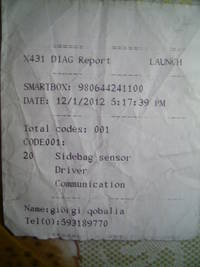 X431 DIAG Report LAUNCH
SMARTBOX: 980644241100
DATE: 12/1/2012 5:17:39 PM
Total codes: 001
CODE001:
20 Sidebag sensor
Driver
Communication
Name:giorgi qobalia
Tel(O):593189770